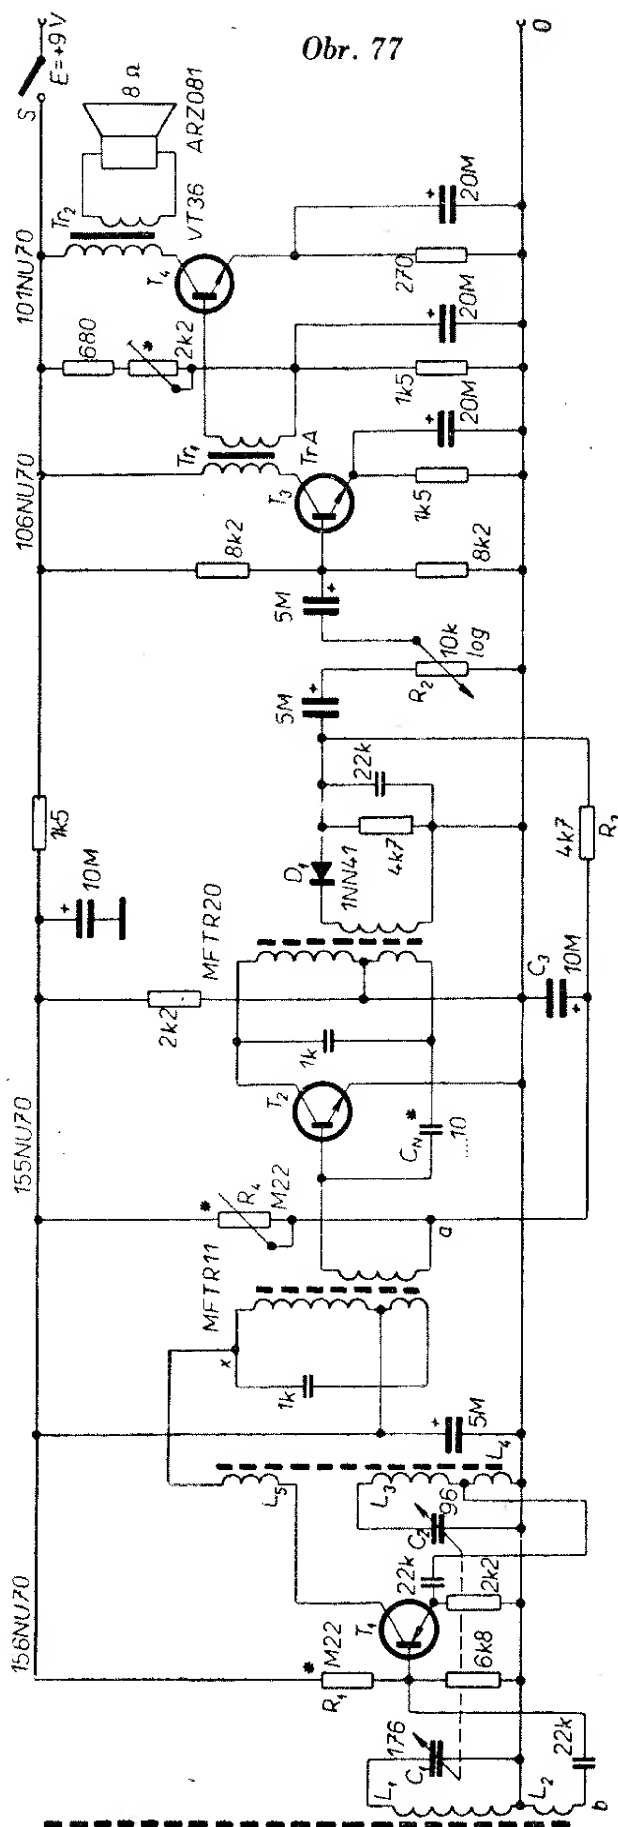 Obr. 77
156NU70
155NU70
106NU70
101NU70
S
E=+9V
0
8 Ω
ARZ081
Tr₂
VT36
T₄
680
*
2k2
270
+
20M
+
20M
1k5
Tr₁
TrA
T₃
+
20M
1k5
8k2
8k2
5M
+
10k
log
R₂
5M
+
1k5
+
10M
22k
D₁
1NN41
4k7
4k7
MFTR20
2k2
1k
T₂
C_N
*
10
C₃
10M
+
*
R₄
M22
a
MFTR11
x
1k
+
5M
L₄
L₅
L₃
96
C₂
22k
2k2
T₁
*
M22
R₁
6k8
176
L₁
C₁
L₂
22k
b